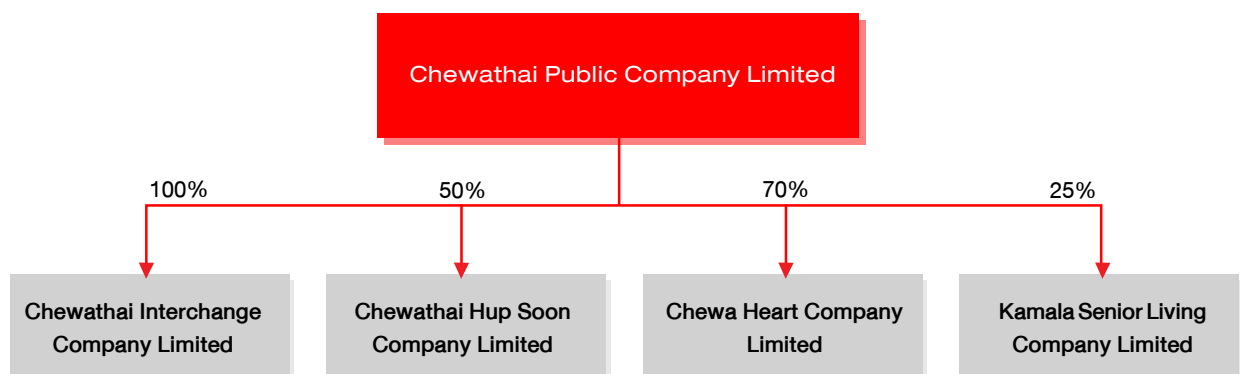 Chewathai Public Company Limited
100%
50%
70%
25%
Chewathai Interchange
Company Limited
Chewathai Hup Soon
Company Limited
Chewa Heart Company
Limited
Kamala Senior Living
Company Limited